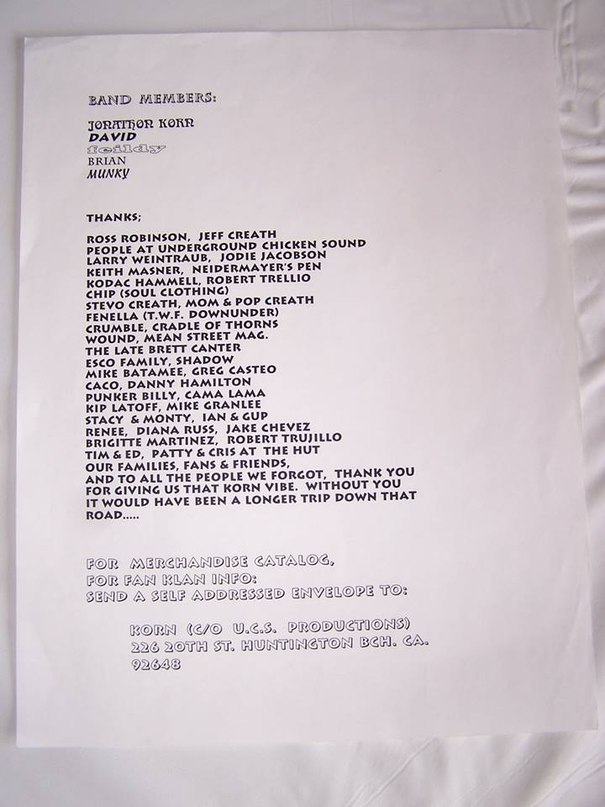 BAND MEMBERS:
JONATHON KORN
DAVID
feildy
BRIAN
MUNKY
THANKS;
ROSS ROBINSON, JEFF CREATH
PEOPLE AT UNDERGROUND CHICKEN SOUND
LARRY WEINTRAUB, JODIE JACOBSON
KEITH MASNER, NEIDERMAYER'S PEN
KODAC HAMMELL, ROBERT TRELLIO
CHIP (SOUL CLOTHING)
STEVO CREATH, MOM & POP CREATH
FENELLA (T.W.F. DOWNUNDER)
CRUMBLE, CRADLE OF THORNS
WOUND, MEAN STREET MAG.
THE LATE BRETT CANTER
ESCO FAMILY, SHADOW
MIKE BATAMEE, GREG CASTEO
CACO, DANNY HAMILTON
PUNKER BILLY, CAMA LAMA
KIP LATOFF, MIKE GRANLEE
STACY & MONTY, IAN & GUP
RENEE, DIANA RUSS, JAKE CHEVEZ
BRIGITTE MARTINEZ, ROBERT TRUJILLO
TIM & ED, PATTY & CRIS AT THE HUT
OUR FAMILIES, FANS & FRIENDS,
AND TO ALL THE PEOPLE WE FORGOT, THANK YOU
FOR GIVING US THAT KORN VIBE. WITHOUT YOU
IT WOULD HAVE BEEN A LONGER TRIP DOWN THAT
ROAD.....
FOR MERCHANDISE CATALOG,
FOR FAN KLAN INFO:
SEND A SELF ADDRESSED ENVELOPE TO:
KORN (C/O U.C.S. PRODUCTIONS)
226 20TH ST. HUNTINGTON BCH. CA.
92648